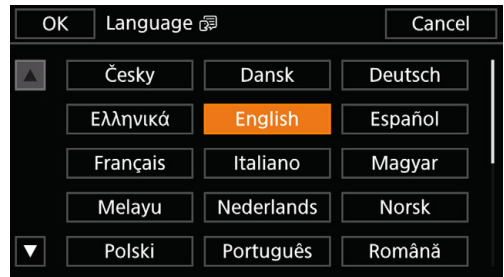 OK Language Cancel
Česky Dansk Deutsch
Ελληνικά English Español
Français Italiano Magyar
Melayu Nederlands Norsk
Polski Português Română